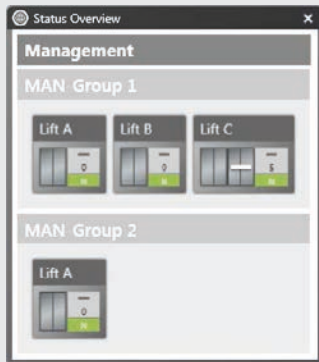 Status Overview
Management
MAN Group 1
Lift A Lift B Lift C
0 0 5
N N N
MAN Group 2
Lift A
0
N